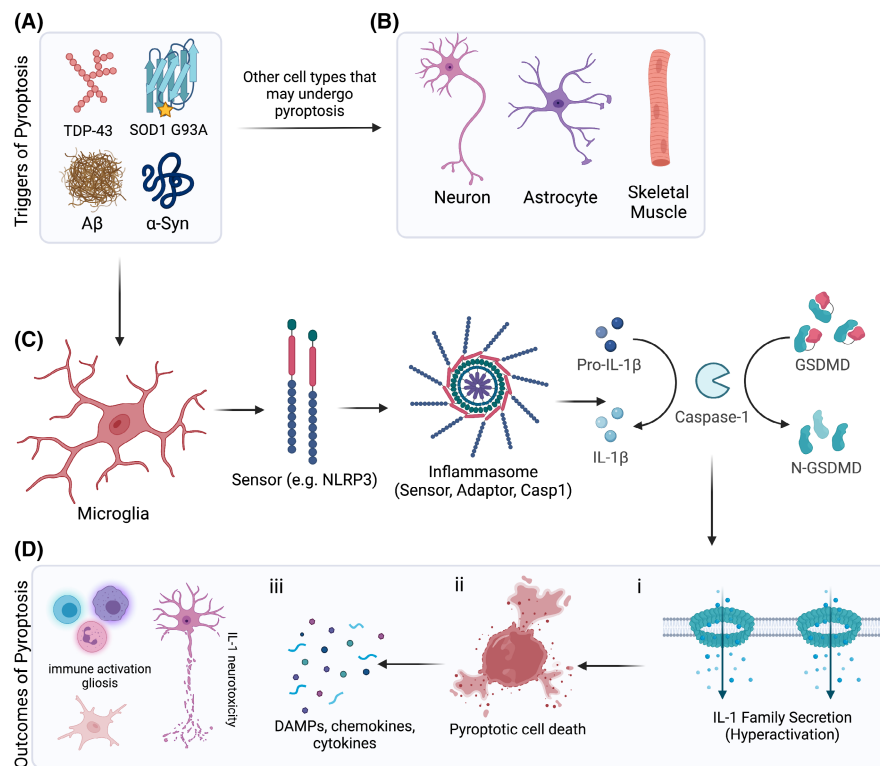 (A)
Triggers of Pyroptosis
TDP-43
SOD1 G93A
Aβ
α-Syn
Other cell types that
may undergo
pyroptosis
(B)
Neuron
Astrocyte
Skeletal
Muscle
(C)
Microglia
Sensor (e.g. NLRP3)
Inflammasome
(Sensor, Adaptor, Casp1)
Pro-IL-1β
IL-1β
Caspase-1
GSDMD
N-GSDMD
(D)
Outcomes of Pyroptosis
immune activation
gliosis
IL-1 neurotoxicity
iii
DAMPs, chemokines,
cytokines
ii
Pyroptotic cell death
i
IL-1 Family Secretion
(Hyperactivation)